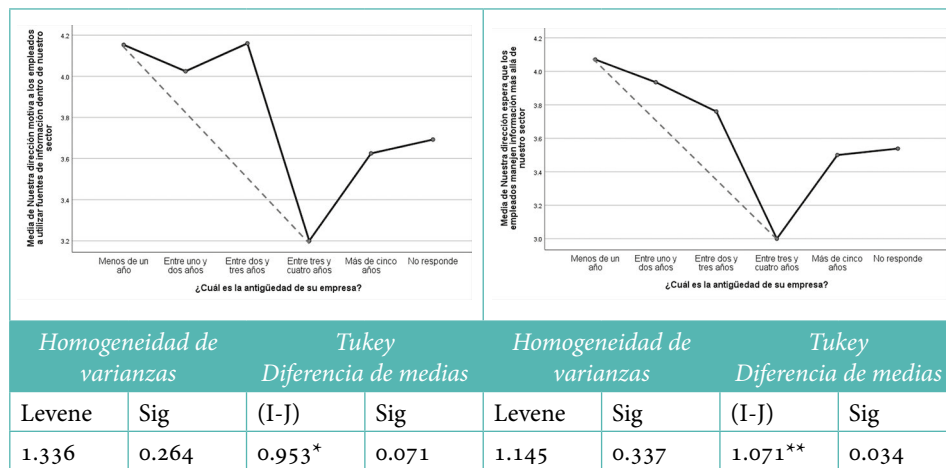 Media de Nuestra dirección motiva a los empleados
a utilizar fuentes de información dentro de nuestro
sector
4.2
4.0
3.8
3.6
3.4
3.2
Menos de un
año
Entre uno y
dos años
Entre dos y
tres años
Entre tres y
cuatro años
Más de cinco
años
No responde
¿Cuál es la antigüedad de su empresa?
Media de Nuestra dirección espera que los
empleados manejen información más allá de
nuestro sector
4.2
4.0
3.8
3.6
3.4
3.2
3.0
Menos de un
año
Entre uno y
dos años
Entre dos y
tres años
Entre tres y
cuatro años
Más de cinco
años
No responde
¿Cuál es la antigüedad de su empresa?
Homogeneidad de
varianzas
Tukey
Diferencia de medias
Homogeneidad de
varianzas
Tukey
Diferencia de medias
Levene Sig (I-J) Sig Levene Sig (I-J) Sig
1.336 0.264 0.953* 0.071 1.145 0.337 1.071** 0.034